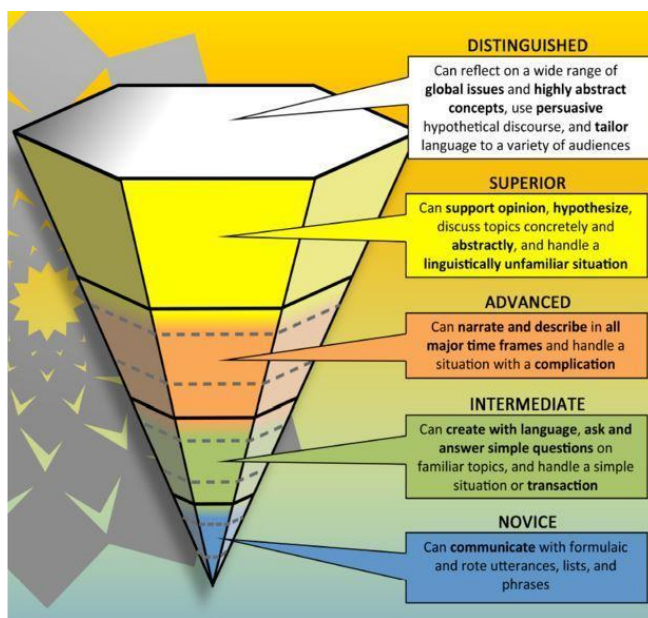 DISTINGUISHED
Can reflect on a wide range of
global issues and highly abstract
concepts, use persuasive
hypothetical discourse, and tailor
language to a variety of audiences
SUPERIOR
Can support opinion, hypothesize,
discuss topics concretely and
abstractly, and handle a
linguistically unfamiliar situation
ADVANCED
Can narrate and describe in all
major time frames and handle a
situation with a complication
INTERMEDIATE
Can create with language, ask and
answer simple questions on
familiar topics, and handle a simple
situation or transaction
NOVICE
Can communicate with formulaic
and rote utterances, lists, and
phrases